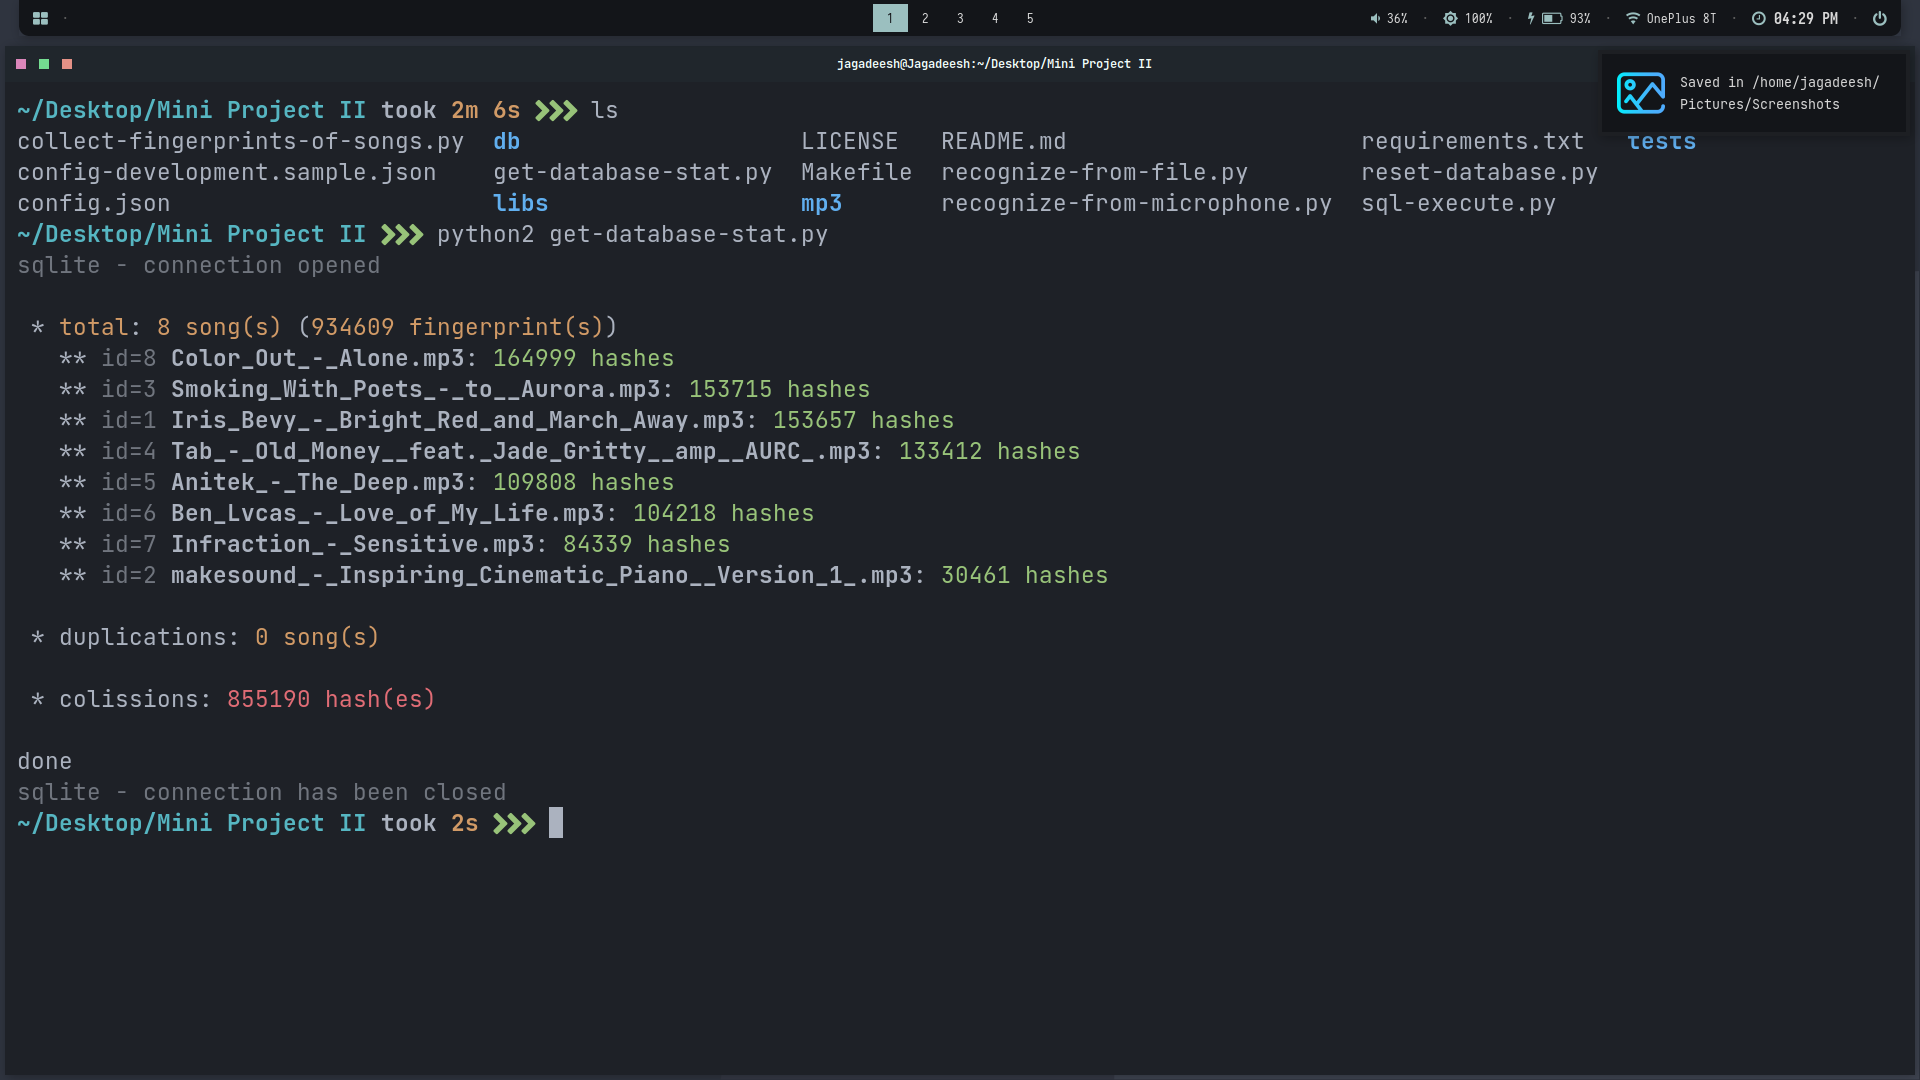 1 2 3 4 5 36% 100% 93% OnePlus 8T 04:29 PM
jagadeesh@Jagadeesh:~/Desktop/Mini Project II
Saved in /home/jagadeesh/
Pictures/Screenshots
~/Desktop/Mini Project II took 2m 6s ❯❯❯ ls
collect-fingerprints-of-songs.py db LICENSE README.md requirements.txt tests
config-development.sample.json get-database-stat.py Makefile recognize-from-file.py reset-database.py
config.json libs mp3 recognize-from-microphone.py sql-execute.py
~/Desktop/Mini Project II ❯❯❯ python2 get-database-stat.py
sqlite - connection opened
* total: 8 song(s) (934609 fingerprint(s))
** id=8 Color_Out_-_Alone.mp3: 164999 hashes
** id=3 Smoking_With_Poets_-_to__Aurora.mp3: 153715 hashes
** id=1 Iris_Bevy_-_Bright_Red_and_March_Away.mp3: 153657 hashes
** id=4 Tab_-_Old_Money__feat._Jade_Gritty__amp__AURC_.mp3: 133412 hashes
** id=5 Anitek_-_The_Deep.mp3: 109808 hashes
** id=6 Ben_Lvcas_-_Love_of_My_Life.mp3: 104218 hashes
** id=7 Infraction_-_Sensitive.mp3: 84339 hashes
** id=2 makesound_-_Inspiring_Cinematic_Piano__Version_1_.mp3: 30461 hashes
* duplications: 0 song(s)
* colissions: 855190 hash(es)
done
sqlite - connection has been closed
~/Desktop/Mini Project II took 2s ❯❯❯